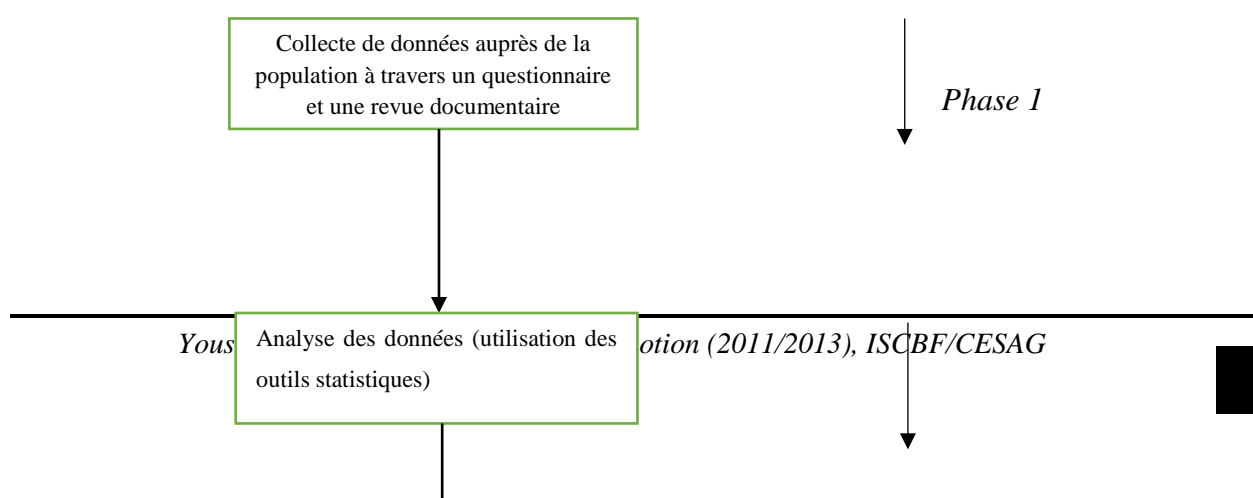 Collecte de données auprès de la
population à travers un questionnaire
et une revue documentaire
Phase 1
Analyse des données (utilisation des
outils statistiques)
(2011/2013), ISCBF/CESAG